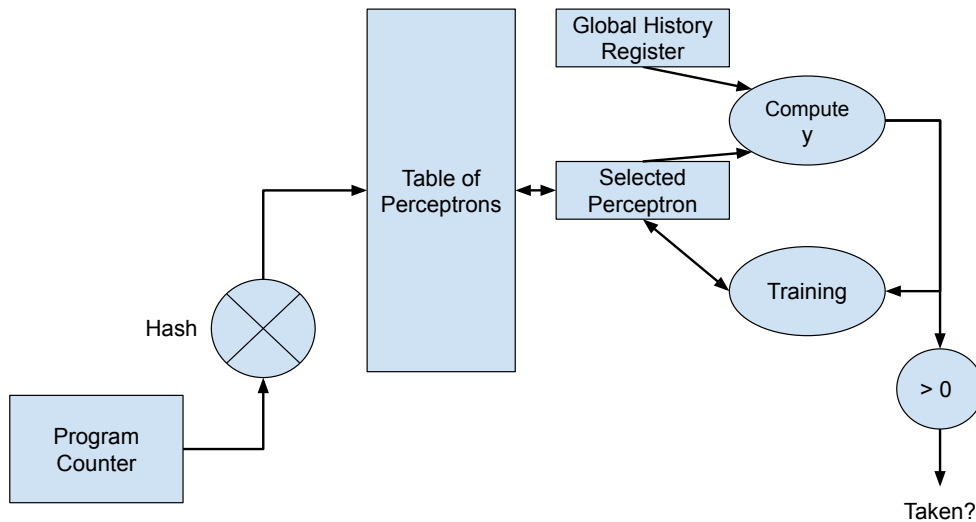 Global History
Register
Compute
y
Table of
Perceptrons
Selected
Perceptron
Training
Hash
> 0
Program
Counter
Taken?